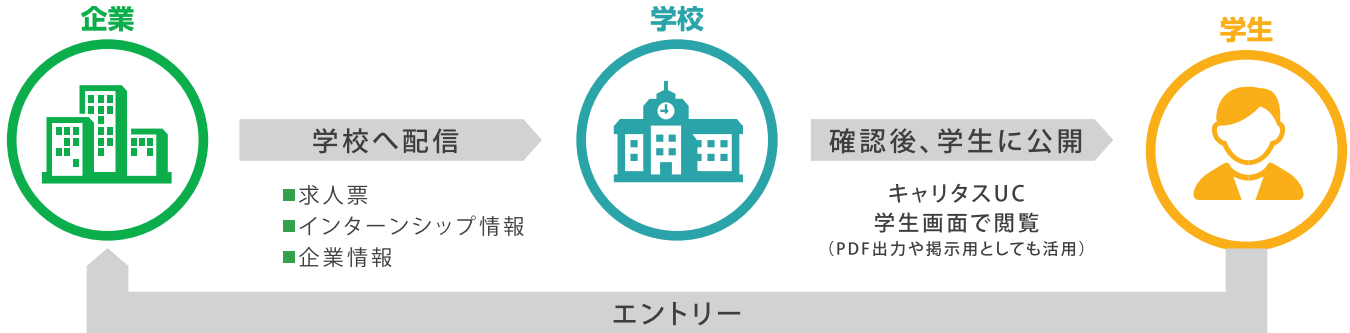 企業
学校
学生
学校へ配信
確認後、学生に公開
■求人票
■インターンシップ情報
■企業情報
キャリタスUC
学生画面で閲覧
（PDF出力や掲示用としても活用）
エントリー